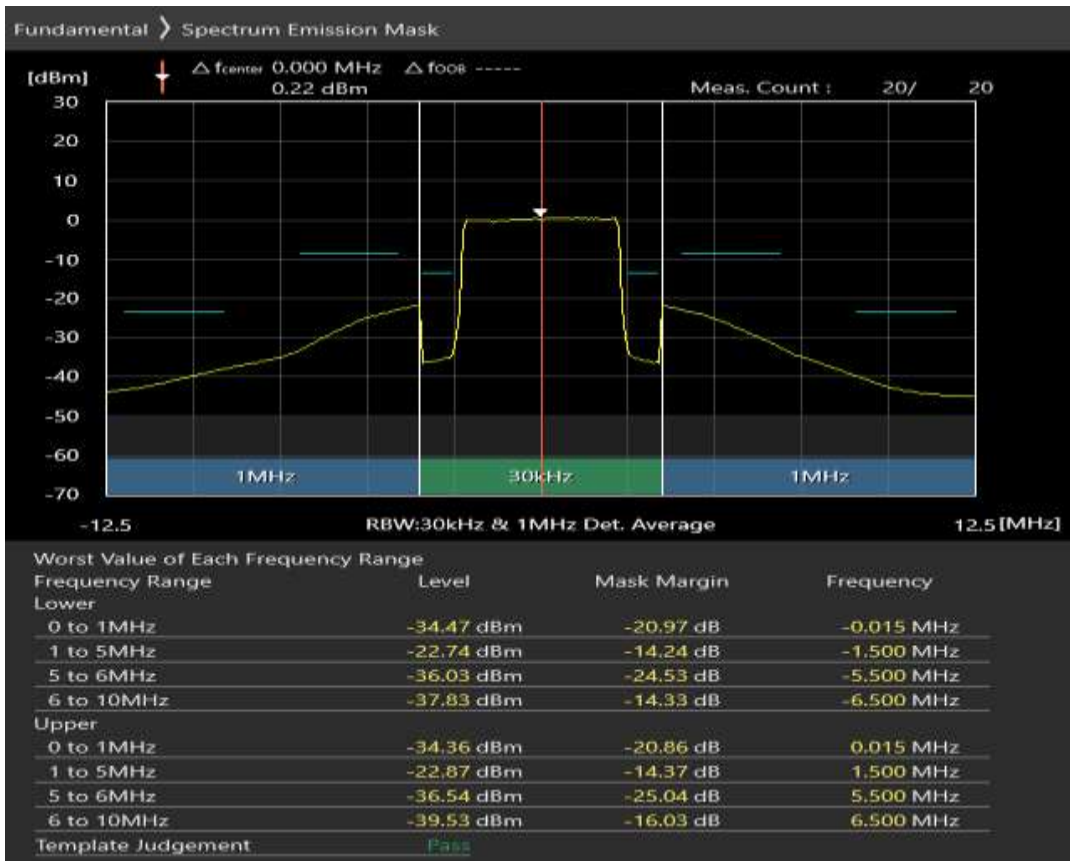 Fundamental ❭ Spectrum Emission Mask
[dBm] △ fcenter 0.000 MHz △ fOOB -----
0.22 dBm Meas. Count : 20/ 20
30
20
10
0
-10
-20
-30
-40
-50
-60
-70
1MHz 30kHz 1MHz
-12.5 RBW:30kHz & 1MHz Det. Average 12.5 [MHz]
Worst Value of Each Frequency Range
Frequency Range Level Mask Margin Frequency
Lower
0 to 1MHz -34.47 dBm -20.97 dB -0.015 MHz
1 to 5MHz -22.74 dBm -14.24 dB -1.500 MHz
5 to 6MHz -36.03 dBm -24.53 dB -5.500 MHz
6 to 10MHz -37.83 dBm -14.33 dB -6.500 MHz
Upper
0 to 1MHz -34.36 dBm -20.86 dB 0.015 MHz
1 to 5MHz -22.87 dBm -14.37 dB 1.500 MHz
5 to 6MHz -36.54 dBm -25.04 dB 5.500 MHz
6 to 10MHz -39.53 dBm -16.03 dB 6.500 MHz
Template Judgement Pass